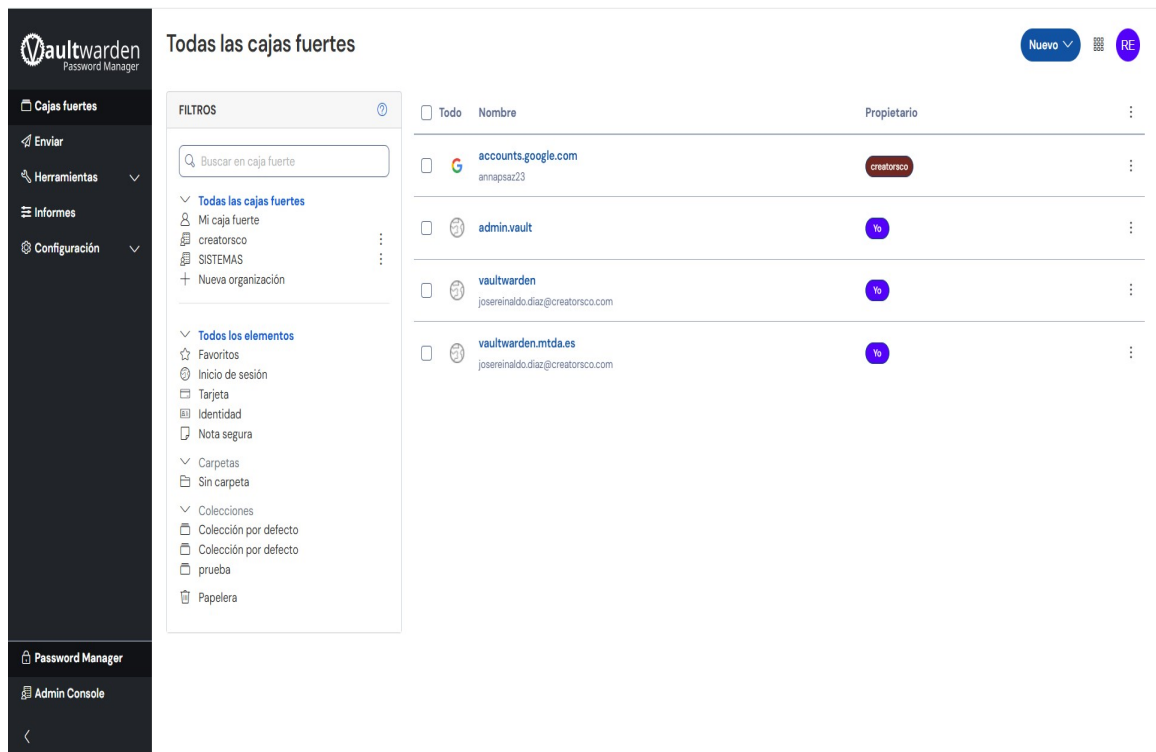 Vaultwarden
Password Manager
Cajas fuertes
Enviar
Herramientas
Informes
Configuración
Password Manager
Admin Console
Todas las cajas fuertes
Nuevo
RE
FILTROS
Buscar en caja fuerte
Todas las cajas fuertes
Mi caja fuerte
creatorsco
SISTEMAS
Nueva organización
Todos los elementos
Favoritos
Inicio de sesión
Tarjeta
Identidad
Nota segura
Carpetas
Sin carpeta
Colecciones
Colección por defecto
Colección por defecto
prueba
Papelera
Todo Nombre Propietario
accounts.google.com
annapsaz23
creatorsco
admin.vault
Yo
vaultwarden
josereinaldo.diaz@creatorsco.com
Yo
vaultwarden.mtda.es
josereinaldo.diaz@creatorsco.com
Yo